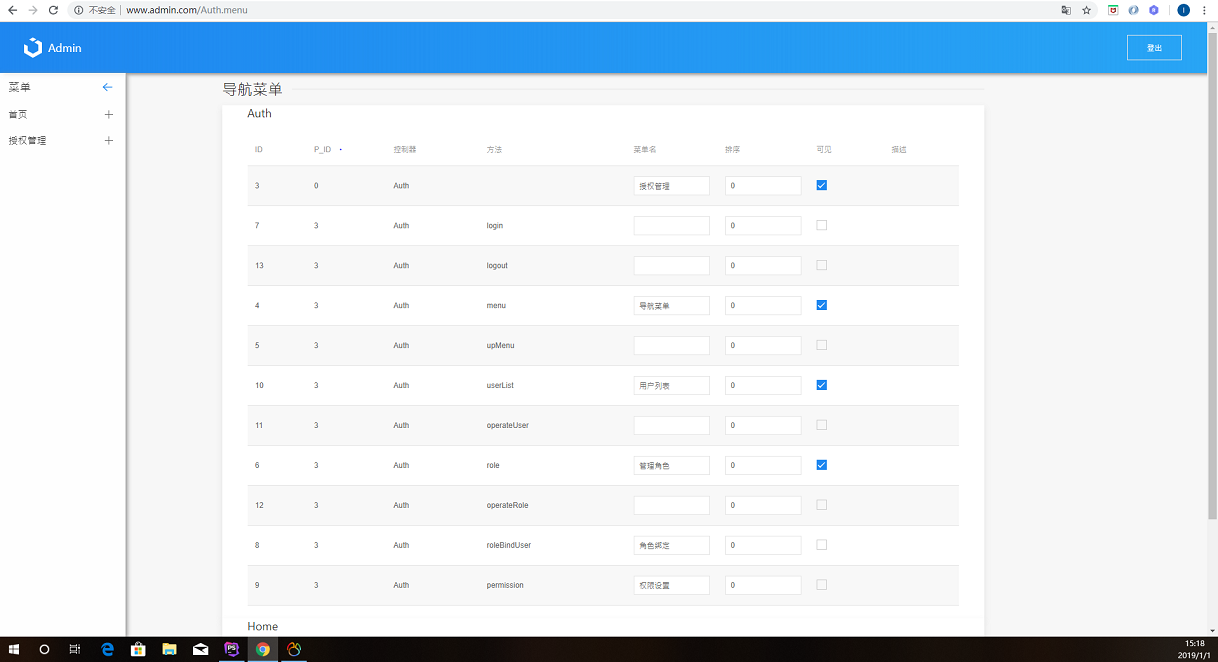 不安全 | www.admin.com/Auth.menu
Admin
登出
菜单
首页
授权管理
导航菜单
Auth
ID P_ID 控制器 方法 菜单名 排序 可见 描述
3 0 Auth 授权管理 0
7 3 Auth login 0
13 3 Auth logout 0
4 3 Auth menu 导航菜单 0
5 3 Auth upMenu 0
10 3 Auth userList 用户列表 0
11 3 Auth operateUser 0
6 3 Auth role 管理角色 0
12 3 Auth operateRole 0
8 3 Auth roleBindUser 角色绑定 0
9 3 Auth permission 权限设置 0
Home
PS
15:18
2019/1/1